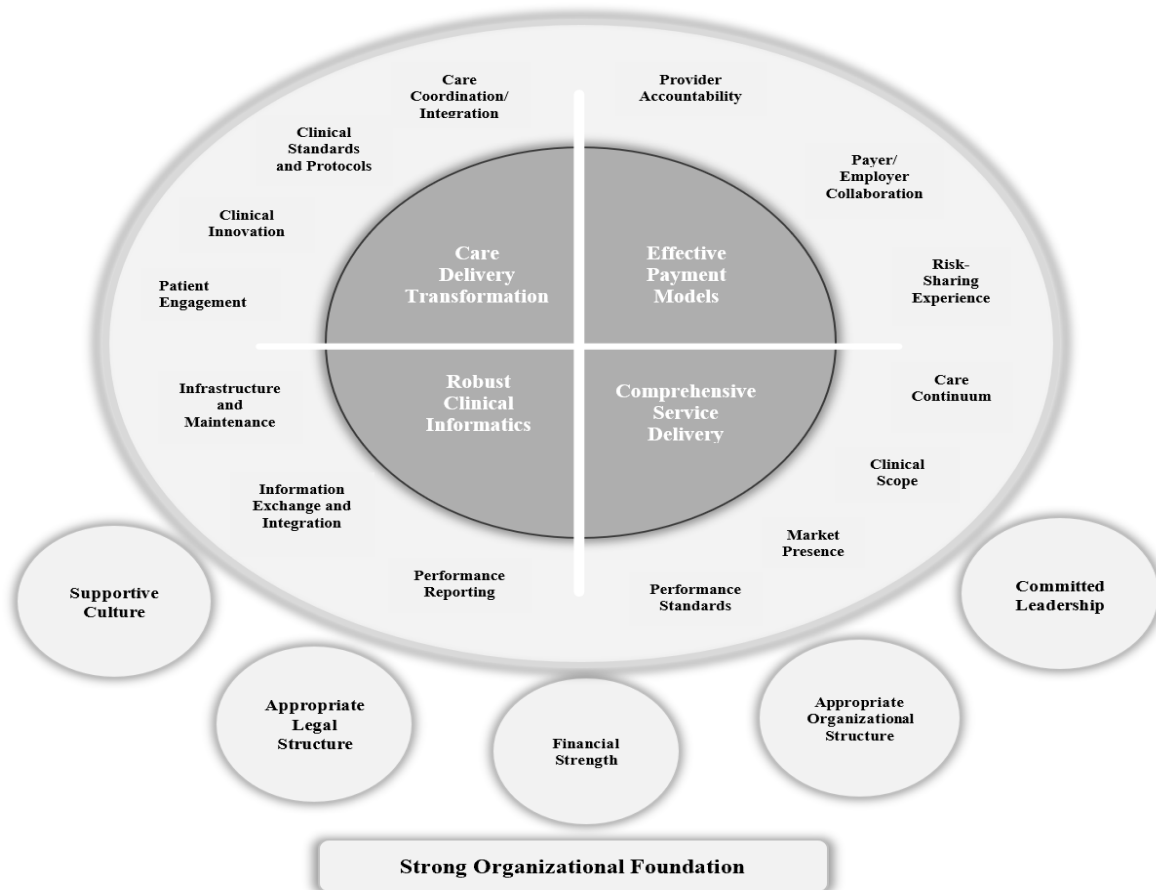 Care
Coordination/
Integration
Provider
Accountability
Clinical
Standards
and Protocols
Payer/
Employer
Collaboration
Clinical
Innovation
Care
Delivery
Transformation
Effective
Payment
Models
Risk-
Sharing
Experience
Patient
Engagement
Infrastructure
and
Maintenance
Robust
Clinical
Informatics
Comprehensive
Service
Delivery
Care
Continuum
Clinical
Scope
Information
Exchange and
Integration
Market
Presence
Performance
Reporting
Performance
Standards
Supportive
Culture
Committed
Leadership
Appropriate
Legal
Structure
Financial
Strength
Appropriate
Organizational
Structure
Strong Organizational Foundation